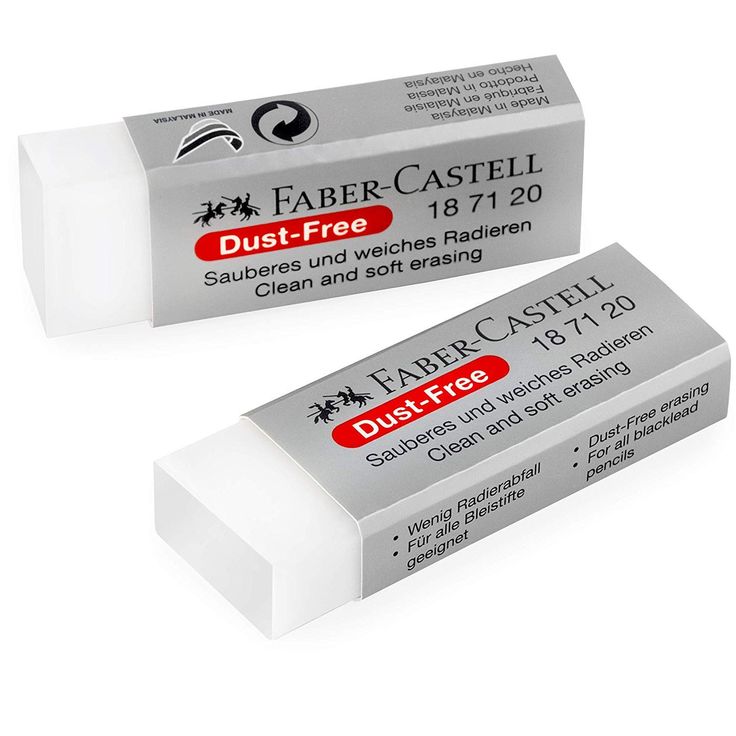 Made in Malaysia
Fabriqué en Malaisie
Prodotto in Malesia
Hecho en Malaysia
MADE IN MALAYSIA
FABER-CASTELL
Dust-Free
18 71 20
Sauberes und weiches Radieren
Clean and soft erasing
FABER-CASTELL
Dust-Free
18 71 20
Sauberes und weiches Radieren
Clean and soft erasing
• Wenig Radierabfall
• Für alle Bleistifte
geeignet
• Dust-Free erasing
• For all blacklead
pencils